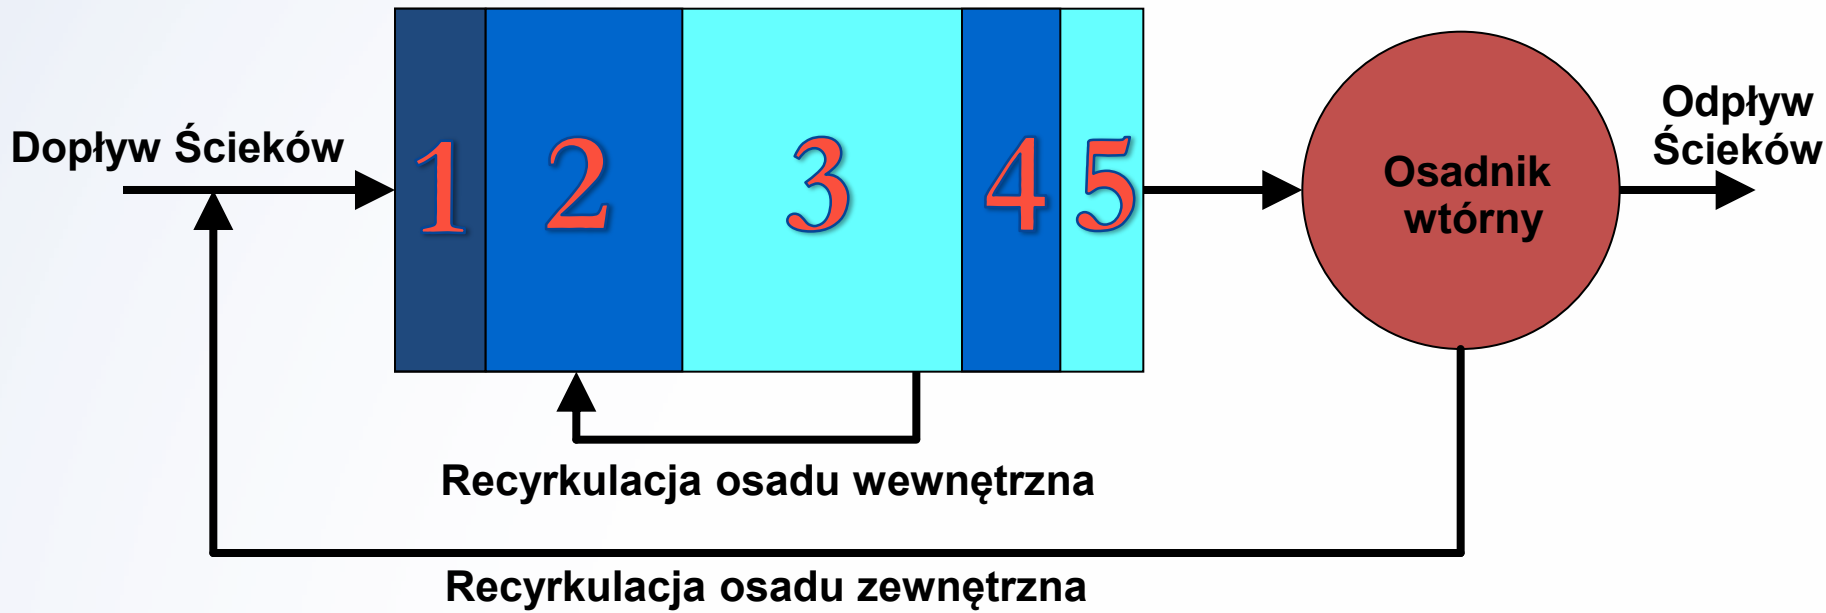 Dopływ Ścieków
1 2 3 4 5
Osadnik
wtórny
Odpływ
Ścieków
Recyrkulacja osadu wewnętrzna
Recyrkulacja osadu zewnętrzna